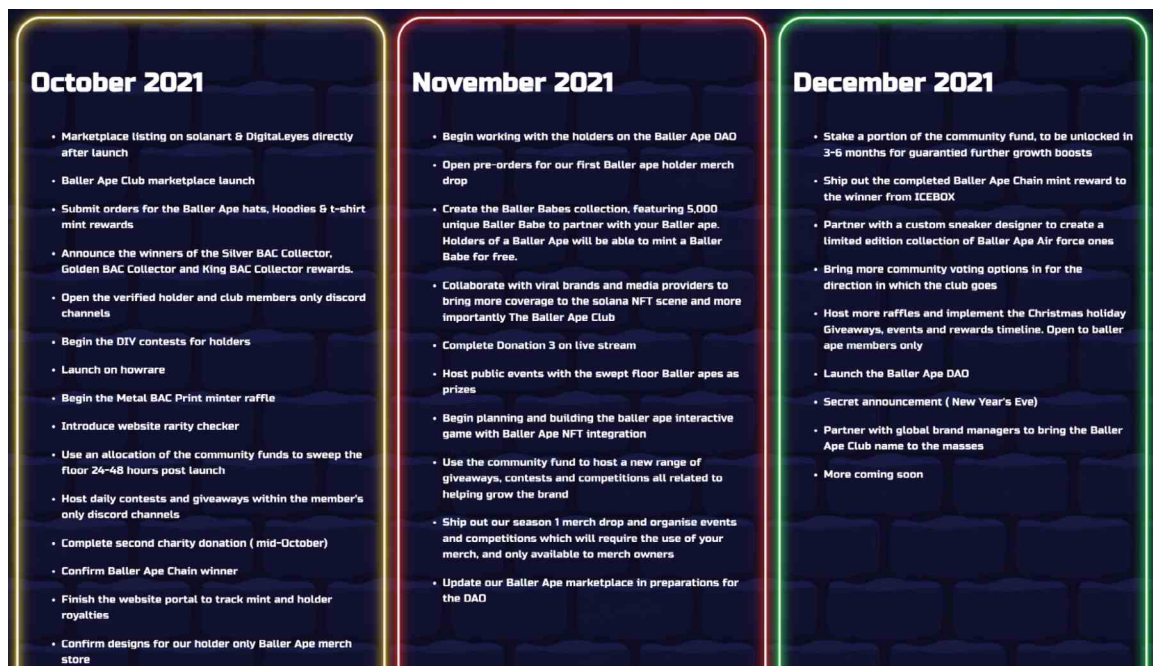 October 2021
• Marketplace listing on solanart & Digital.eyes directly
after launch
• Baller Ape Club marketplace launch
• Submit orders for the Baller Ape hats, Hoodies & t-shirt
mint rewards
• Announce the winners of the Silver BAC Collector,
Golden BAC Collector and King BAC Collector rewards.
• Open the verified holder and club members only discord
channels
• Begin the DIY contests for holders
• Launch on howrare
• Begin the Metal BAC Print minter raffle
• Introduce website rarity checker
• Use an allocation of the community funds to sweep the
floor 24-48 hours post launch
• Host daily contests and giveaways within the member's
only discord channels
• Complete second charity donation ( mid-October)
• Confirm Baller Ape Chain winner
• Finish the website portal to track mint and holder
royalties
• Confirm designs for our holder only Baller Ape merch
store
November 2021
• Begin working with the holders on the Baller Ape DAO
• Open pre-orders for our first Baller ape holder merch
drop
• Create the Baller Babes collection, featuring 5,000
unique Baller Babe to partner with your Baller ape.
Holders of a Baller Ape will be able to mint a Baller
Babe for free.
• Collaborate with viral brands and media providers to
bring more coverage to the solana NFT scene and more
importantly The Baller Ape Club
• Complete Donation 3 on live stream
• Host public events with the swept floor Baller apes as
prizes
• Begin planning and building the baller ape interactive
game with Baller Ape NFT integration
• Use the community fund to host a new range of
giveaways, contests and competitions all related to
helping grow the brand
• Ship out our season 1 merch drop and organise events
and competitions which will require the use of your
merch, and only available to merch owners
• Update our Baller Ape marketplace in preparations for
the DAO
December 2021
• Stake a portion of the community fund, to be unlocked in
3-6 months for guarantied further growth boosts
• Ship out the completed Baller Ape Chain mint reward to
the winner from ICEBOX
• Partner with a custom sneaker designer to create a
limited edition collection of Baller Ape Air force ones
• Bring more community voting options in for the
direction in which the club goes
• Host more raffles and implement the Christmas holiday
Giveaways, events and rewards timeline. Open to baller
ape members only
• Launch the Baller Ape DAO
• Secret announcement ( New Year's Eve)
• Partner with global brand managers to bring the Baller
Ape Club name to the masses
• More coming soon